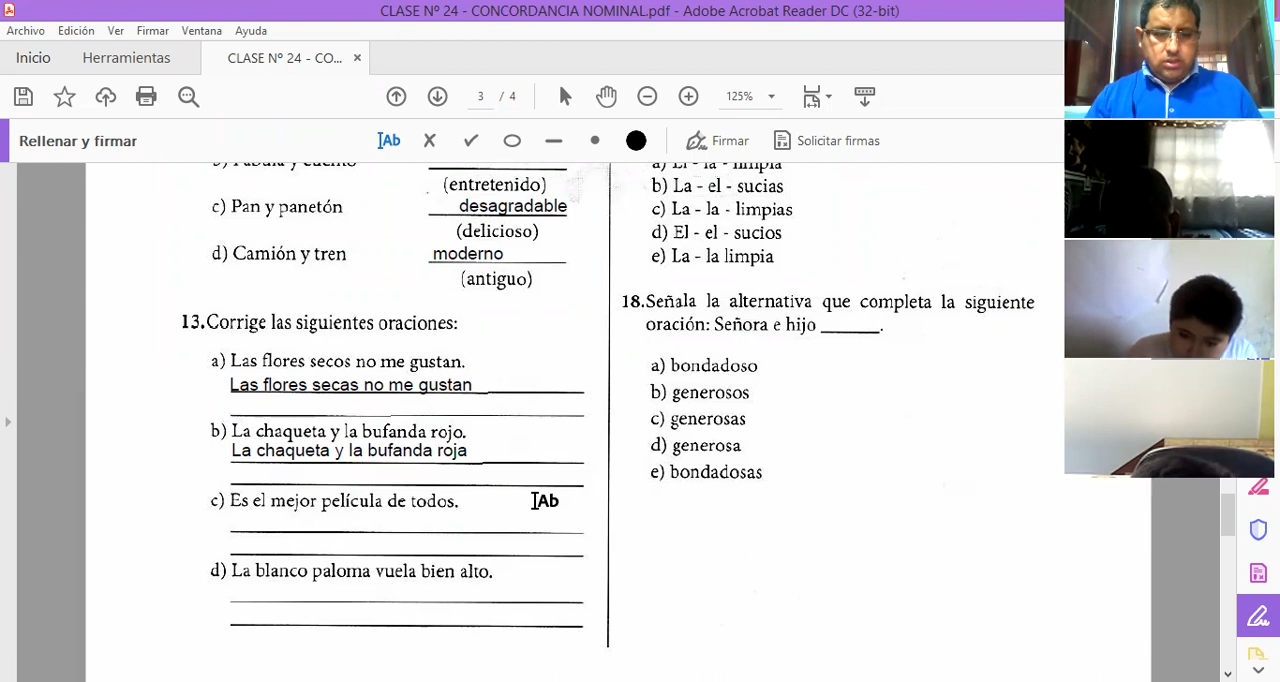 CLASE Nº 24 - CONCORDANCIA NOMINAL.pdf - Adobe Acrobat Reader DC (32-bit)
Archivo Edición Ver Firmar Ventana Ayuda
Inicio Herramientas CLASE Nº 24 - CO... ×
3 / 4 125%
Rellenar y firmar Ab Firmar Solicitar firmas
b) Fábula y cuento
(entretenido)
c) Pan y panetón desagradable
(delicioso)
d) Camión y tren moderno
(antiguo)
13.Corrige las siguientes oraciones:
a) Las flores secos no me gustan.
Las flores secas no me gustan
b) La chaqueta y la bufanda rojo.
La chaqueta y la bufanda roja
c) Es el mejor película de todos. Ab
d) La blanco paloma vuela bien alto.
a) El - la - limpia
b) La - el - sucias
c) La - la - limpias
d) El - el - sucios
e) La - la limpia
18.Señala la alternativa que completa la siguiente
oración: Señora e hijo ______.
a) bondadoso
b) generosos
c) generosas
d) generosa
e) bondadosas